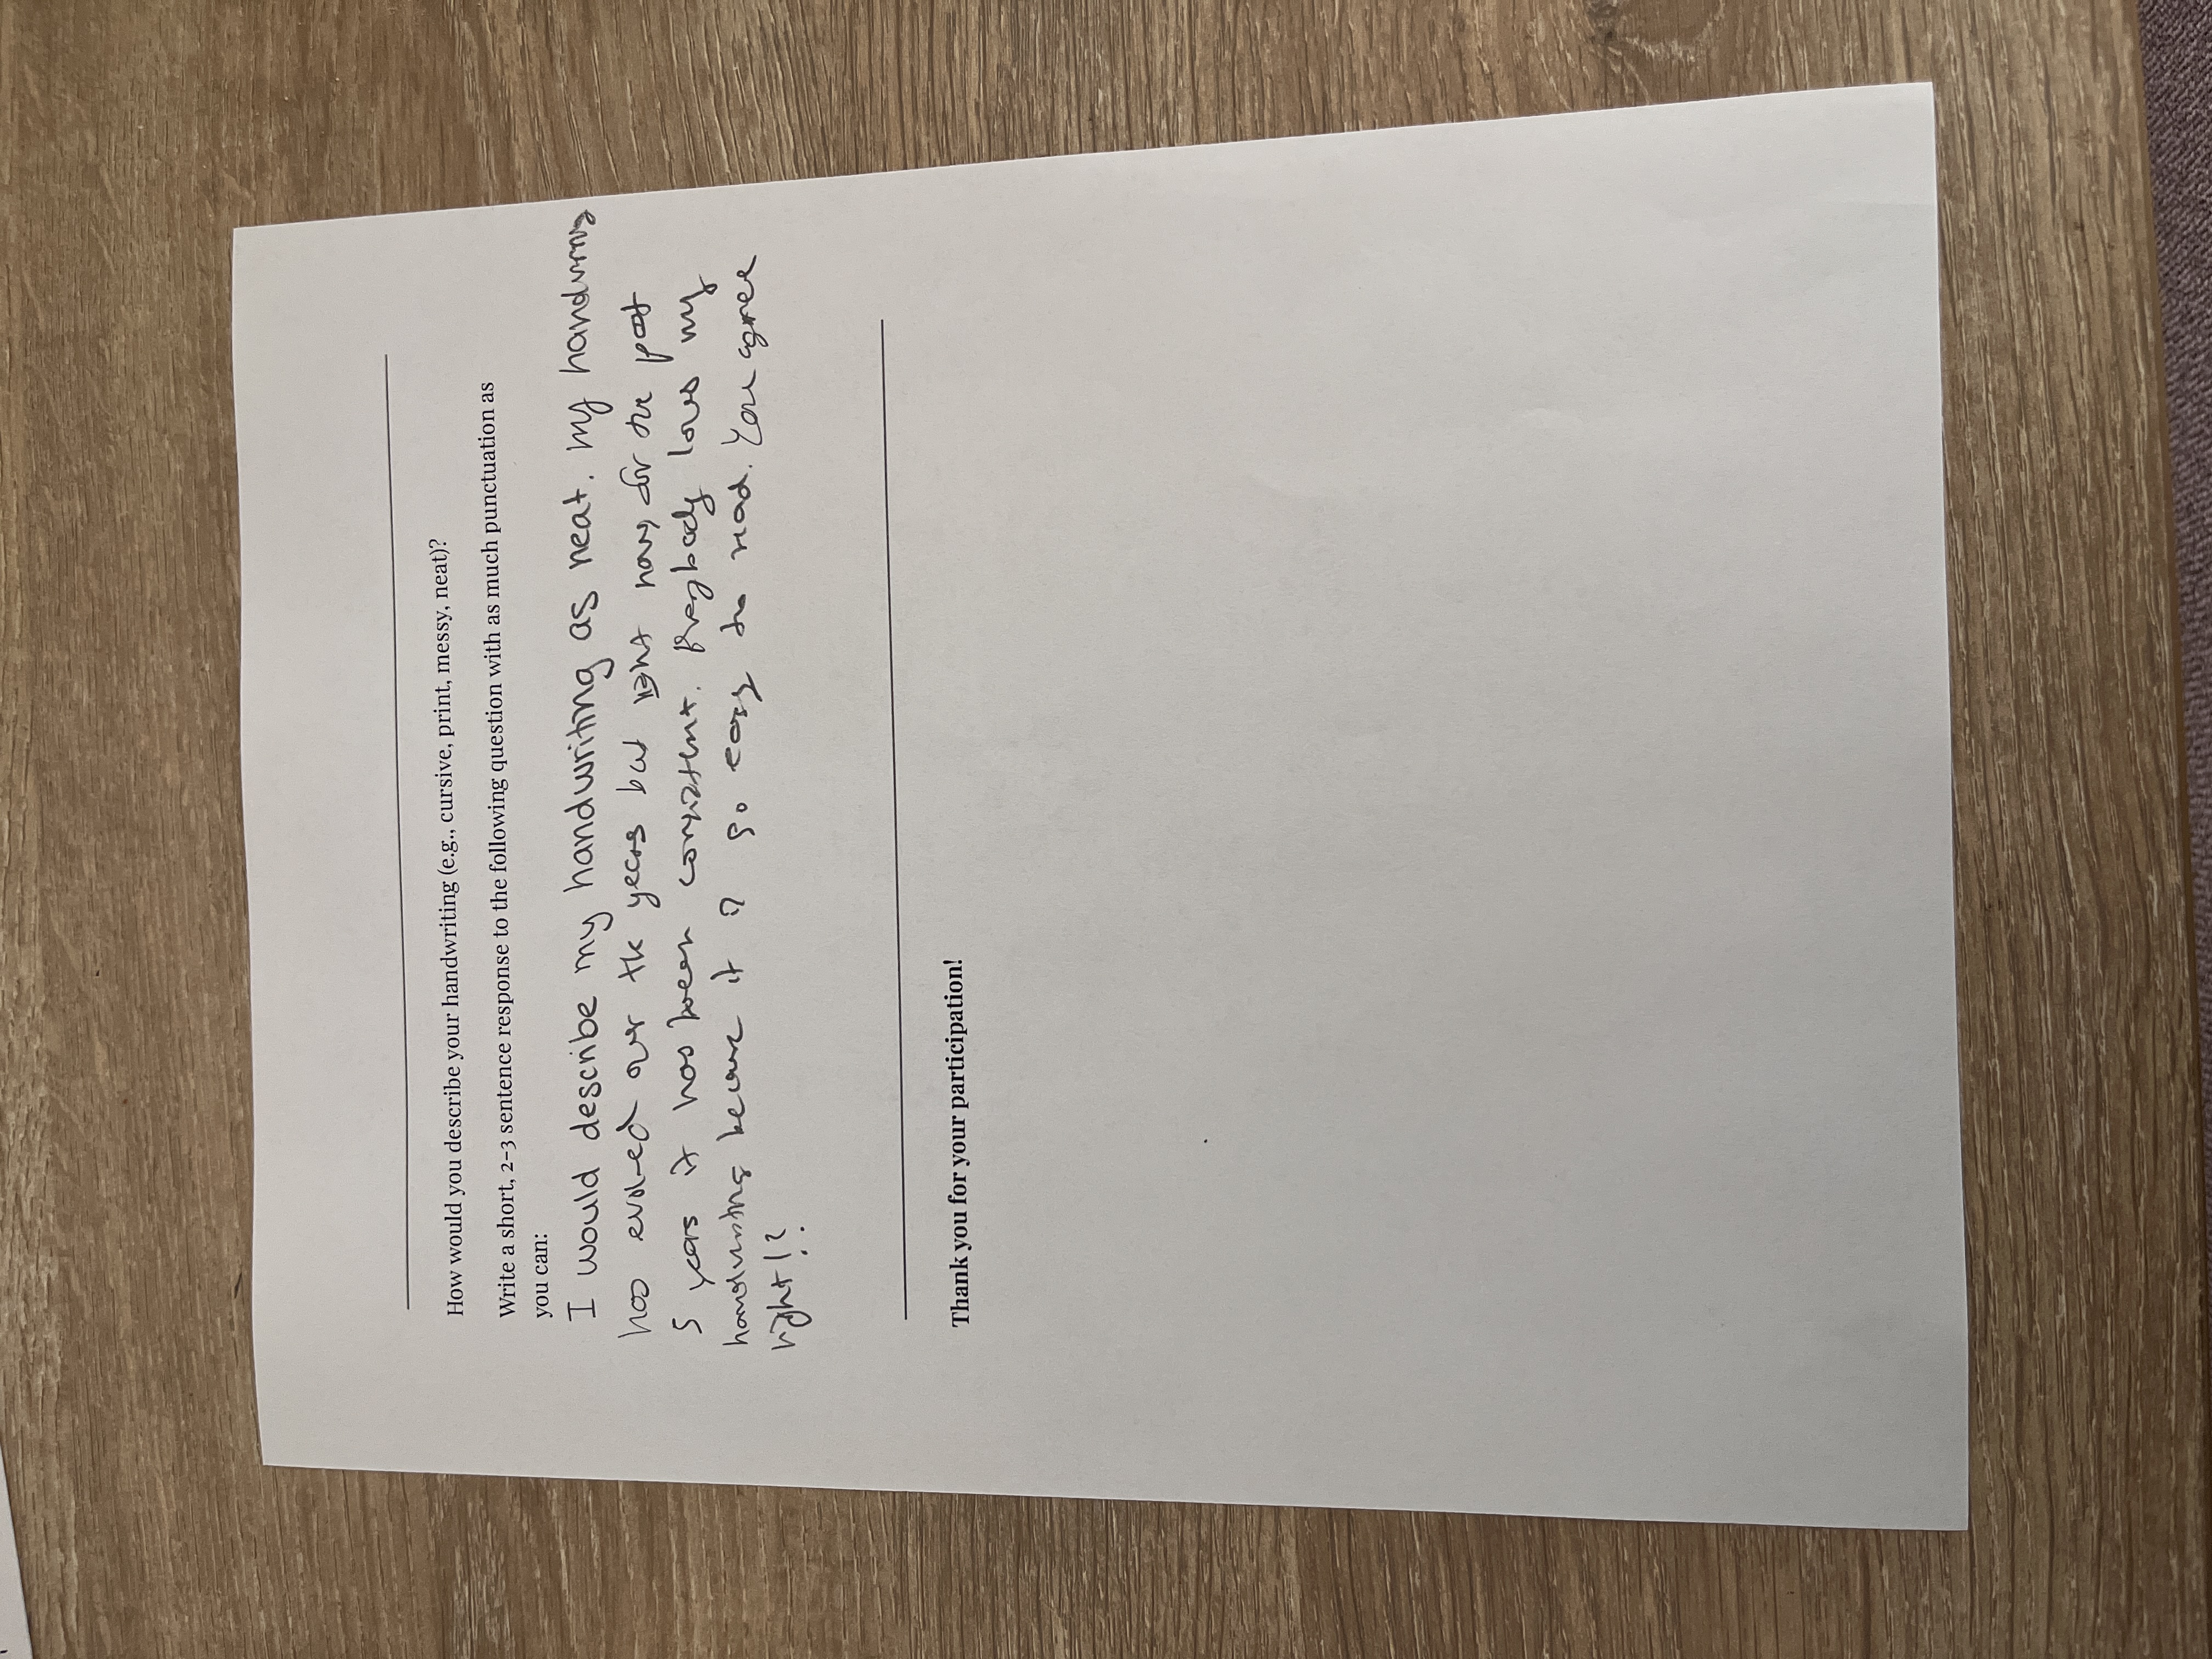 How would you describe your handwriting (e.g., cursive, print, messy, neat)?
Write a short, 2-3 sentence response to the following question with as much punctuation as
you can:
I would describe my handwriting as neat. My handwriting
has evolved over the years but right now, for the past
5 years it has been consistent. Everybody loves my
handwriting because it is so easy to read. You agree
right!?
Thank you for your participation!